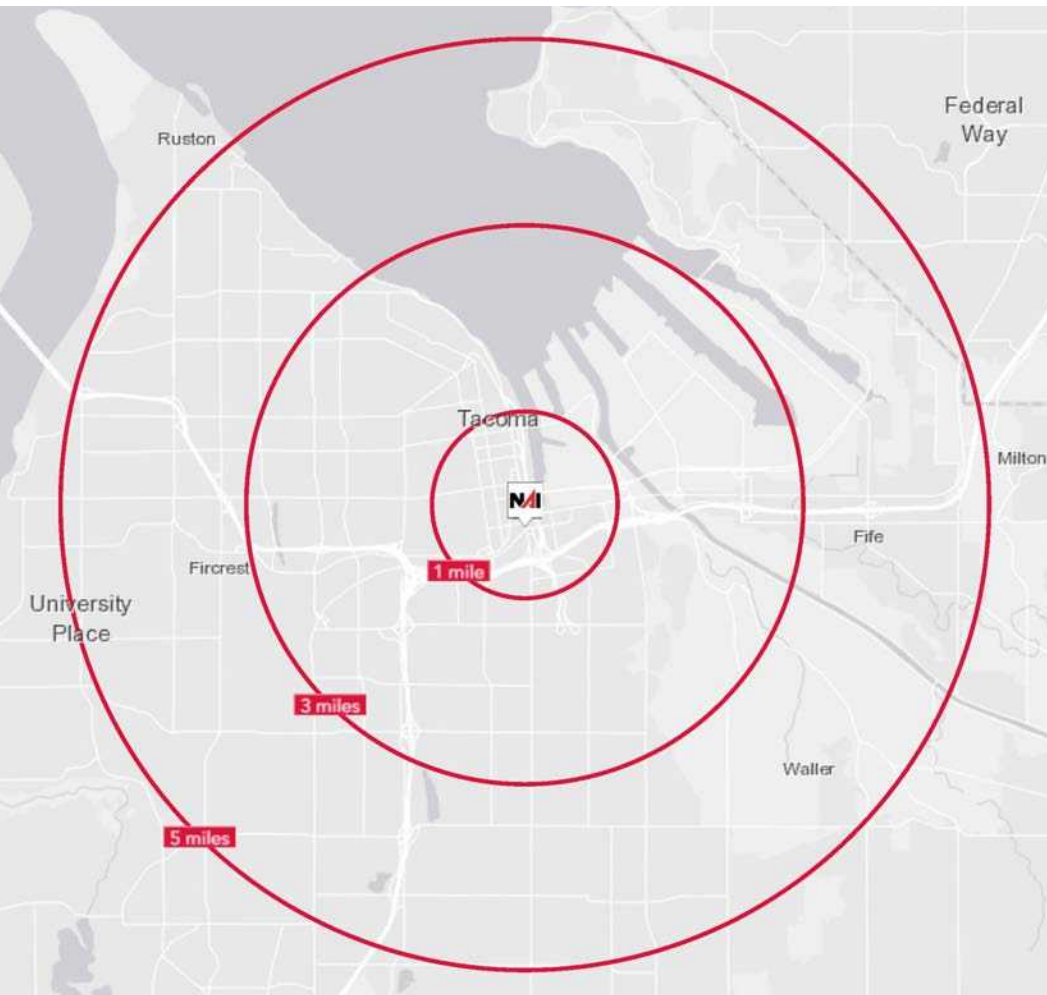 Federal
Way
Ruston
Tacoma
Milton
NAI
Fife
Fircrest
1 mile
University
Place
3 miles
Waller
5 miles